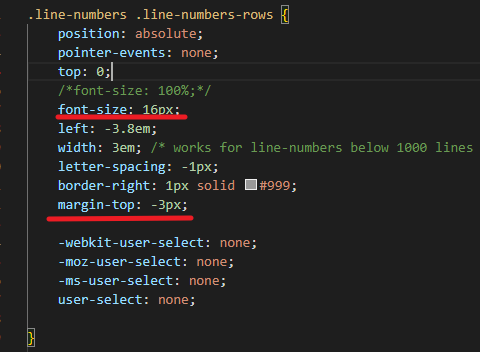 .line-numbers .line-numbers-rows {
position: absolute;
pointer-events: none;
top: 0;
/*font-size: 100%;*/
font-size: 16px;
left: -3.8em;
width: 3em; /* works for line-numbers below 1000 lines
letter-spacing: -1px;
border-right: 1px solid #999;
margin-top: -3px;
-webkit-user-select: none;
-moz-user-select: none;
-ms-user-select: none;
user-select: none;
}